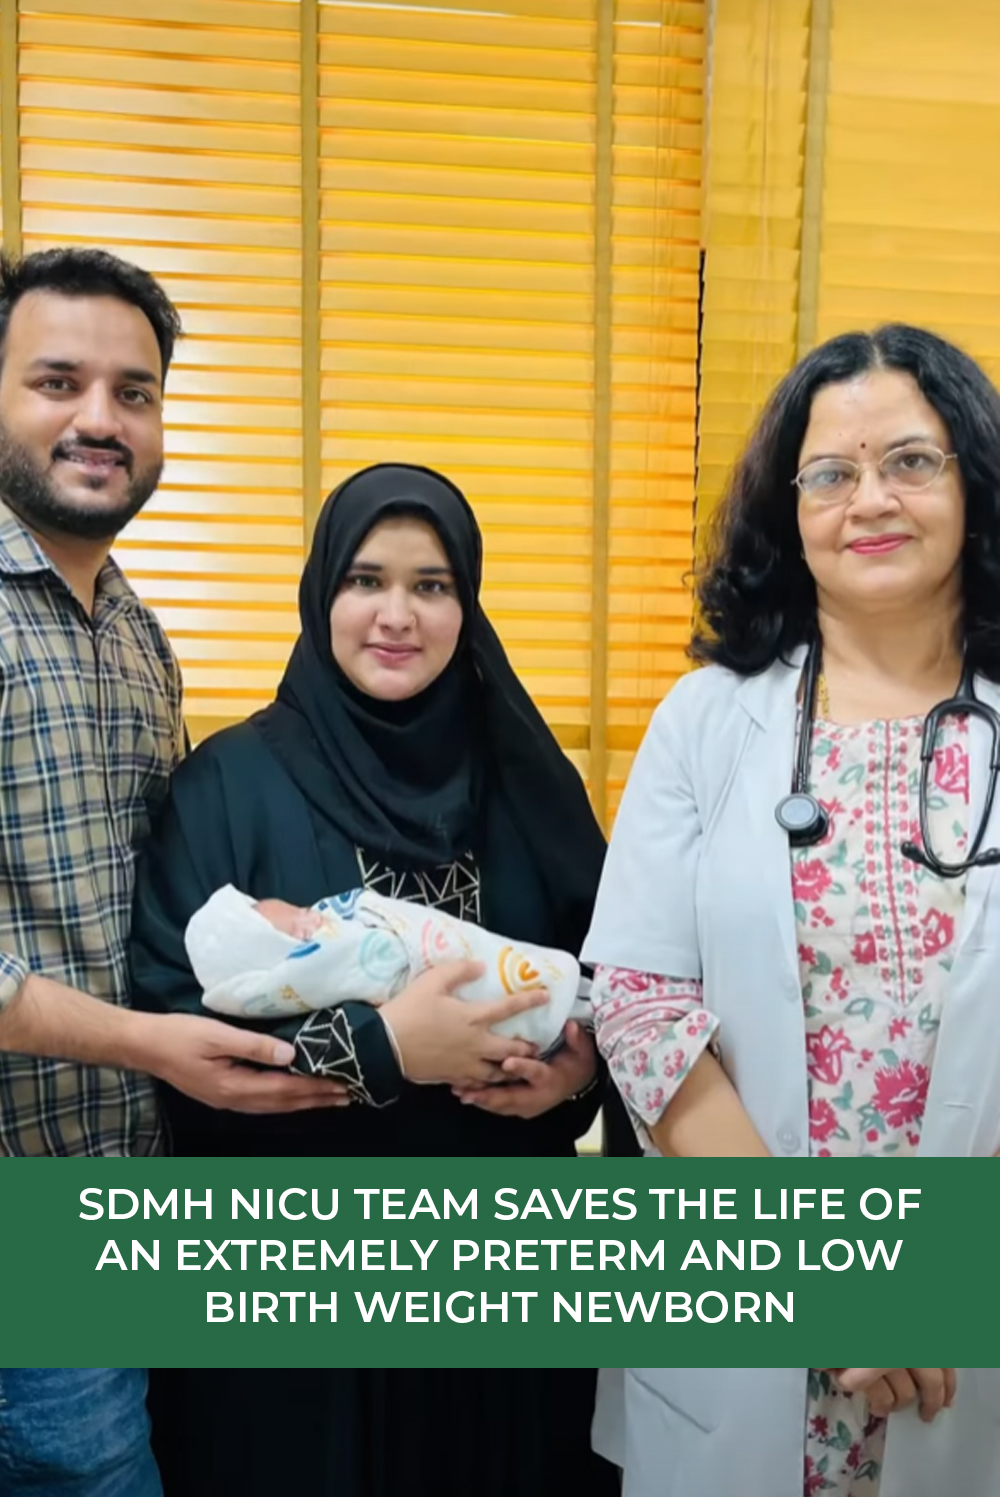 SDMH NICU TEAM SAVES THE LIFE OF
AN EXTREMELY PRETERM AND LOW
BIRTH WEIGHT NEWBORN